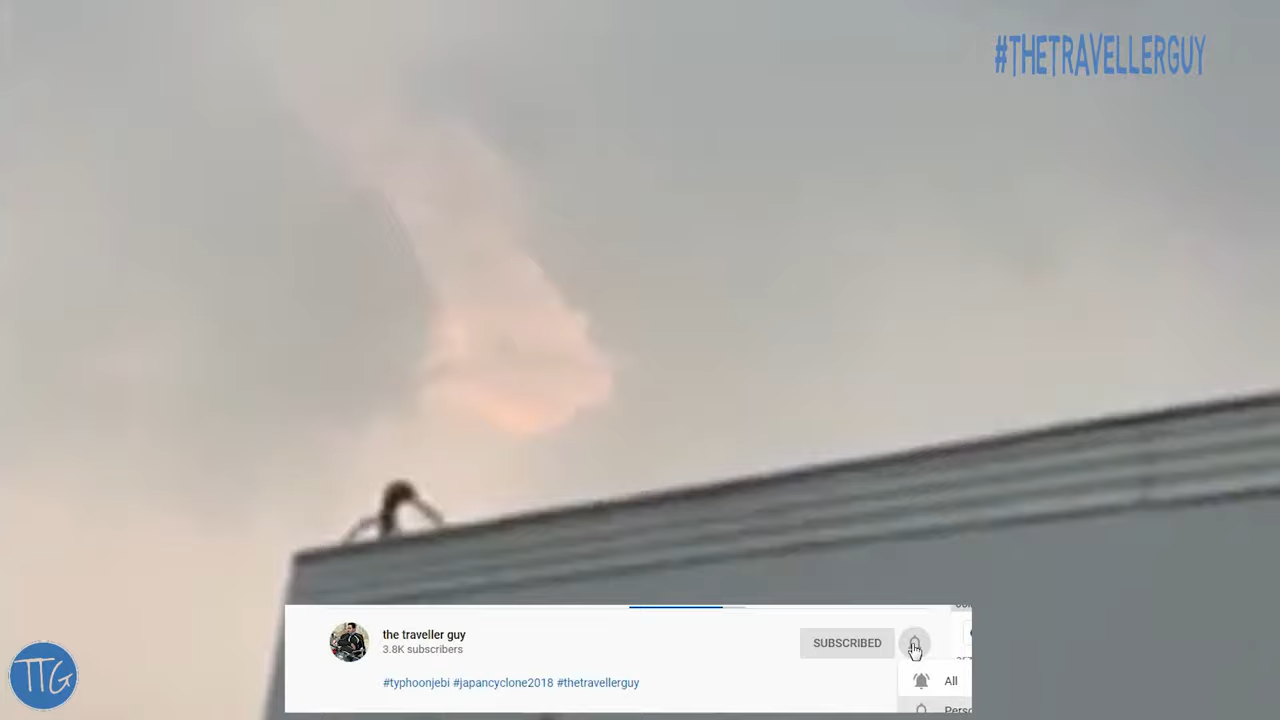 #THETRAVELLERGUY
the traveller guy
3.8K subscribers
SUBSCRIBED
#typhoonjebi #japancyclone2018 #thetravellerguy
All
TTG